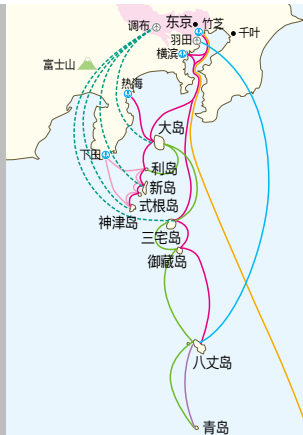 调布
东京
竹芝
羽田
千叶
横滨
富士山
热海
大岛
下田
利岛
新岛
式根岛
神津岛
三宅岛
御藏岛
八丈岛
青岛